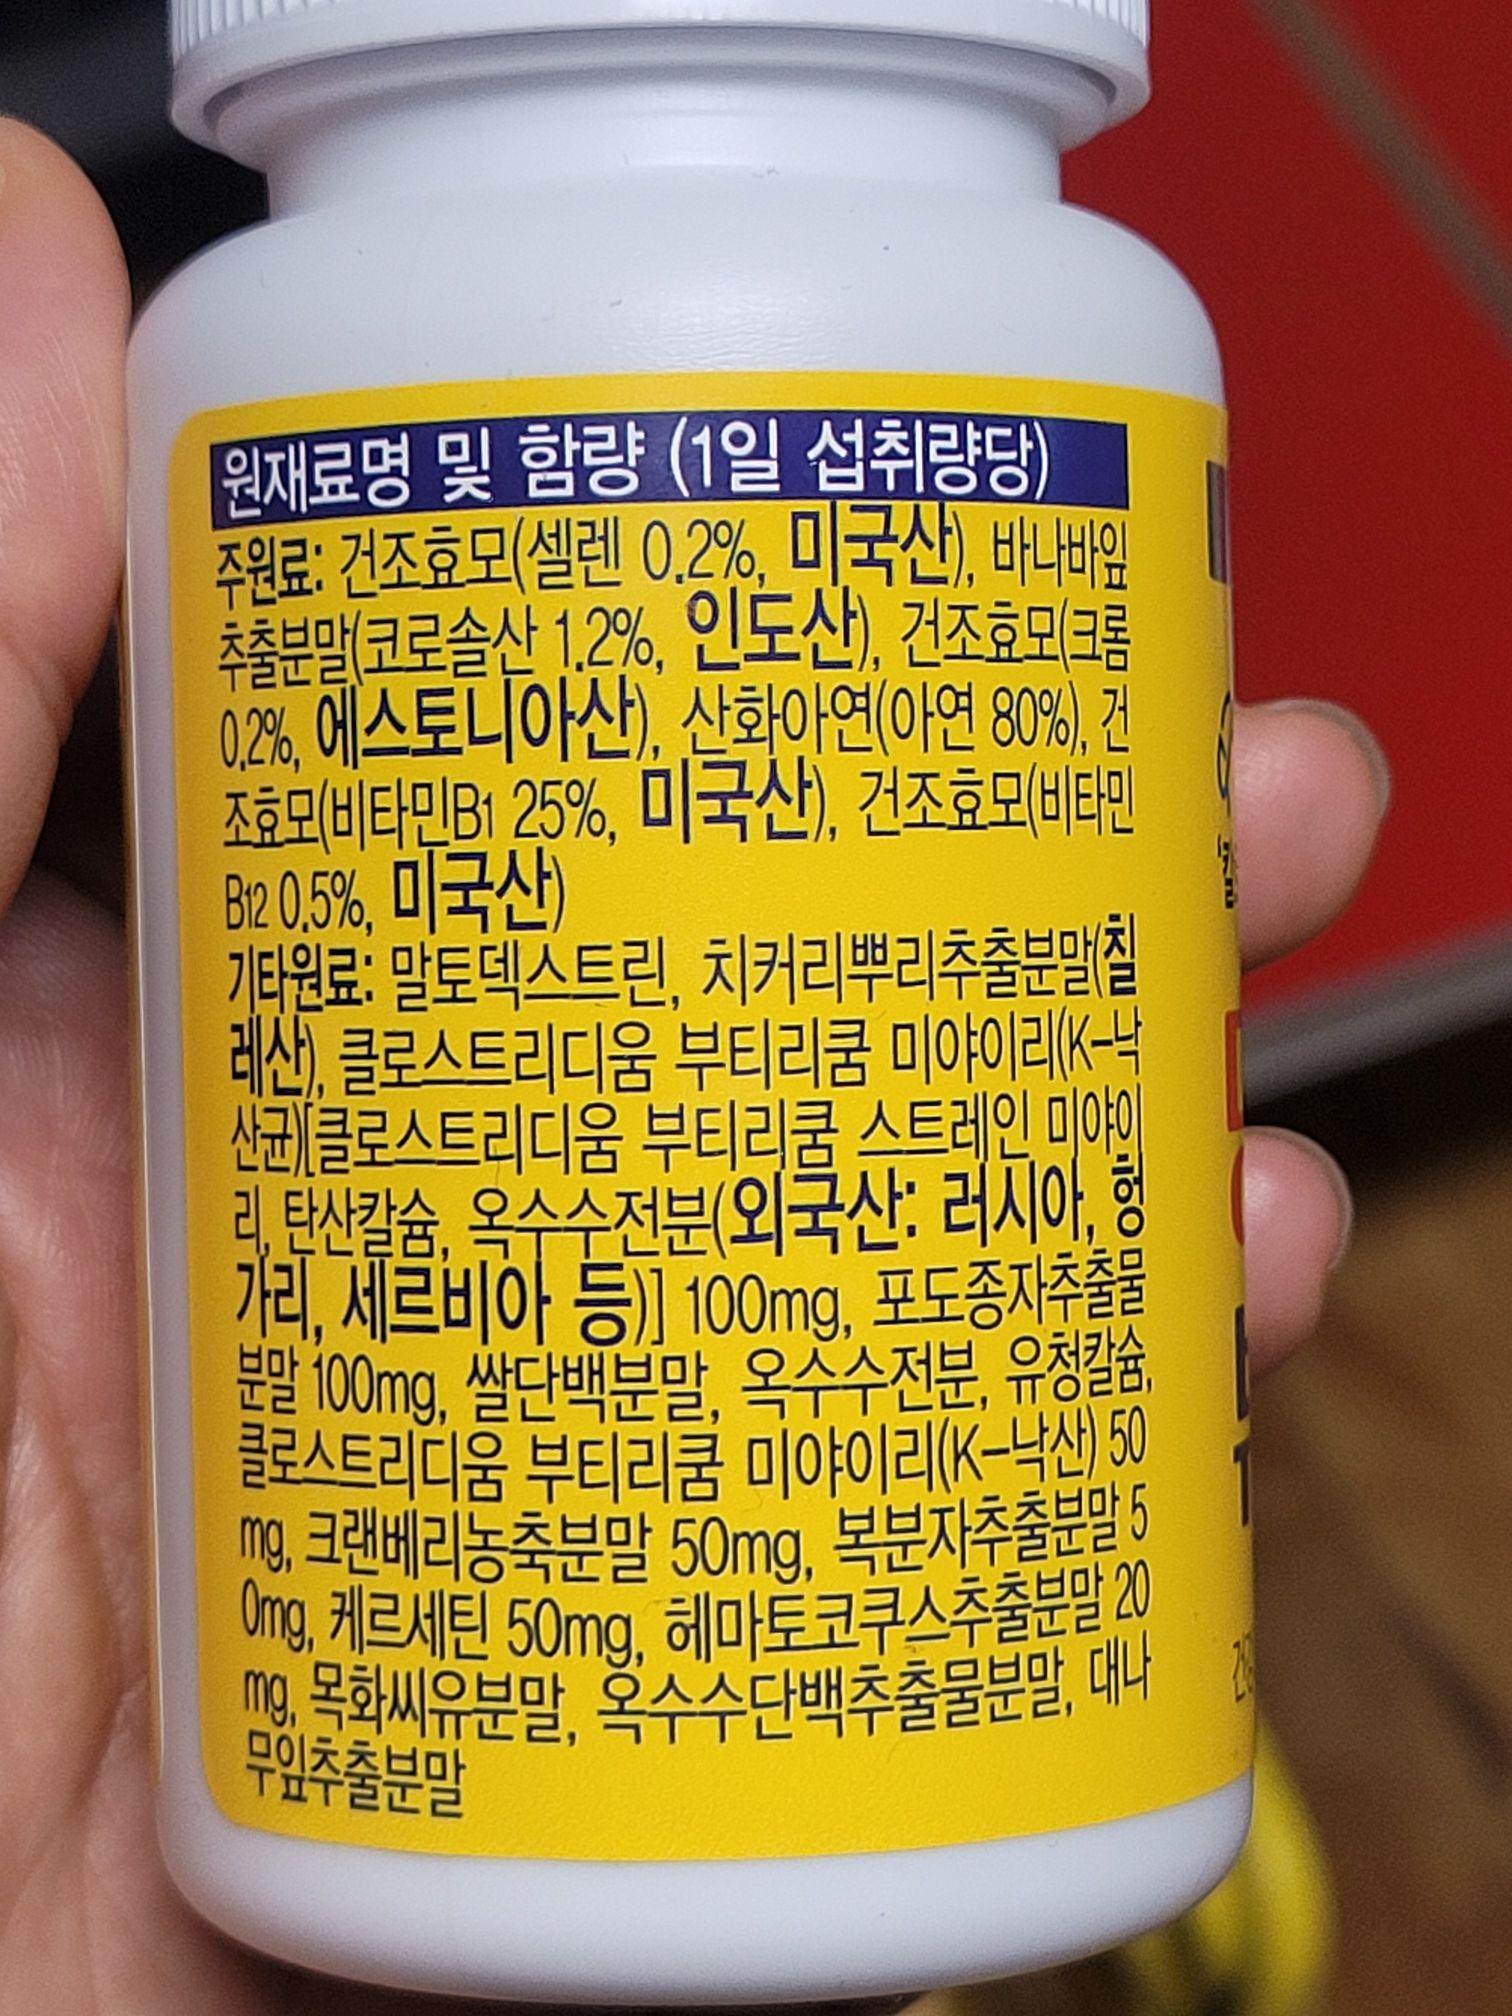 원재료명 및 함량 (1일 섭취량당)
주원료: 건조효모(셀렌 0.2%, 미국산), 바나바잎
추출분말(코로솔산 1.2%, 인도산), 건조효모(크롬
0.2%, 에스토니아산), 산화아연(아연 80%), 건
조효모(비타민B1 25%, 미국산), 건조효모(비타민
B12 0.5%, 미국산)
기타원료: 말토덱스트린, 치커리뿌리추출분말(칠
레산), 클로스트리디움 부티리쿰 미야이리(K-낙
산균)[클로스트리디움 부티리쿰 스트레인 미야이
리, 탄산칼슘, 옥수수전분(외국산: 러시아, 헝
가리, 세르비아 등)] 100mg, 포도종자추출물
분말 100mg, 쌀단백분말, 옥수수전분, 유청칼슘,
클로스트리디움 부티리쿰 미야이리(K-낙산) 50
mg, 크랜베리농축분말 50mg, 복분자추출분말 5
0mg, 케르세틴 50mg, 헤마토코쿠스추출분말 20
mg, 목화씨유분말, 옥수수단백추출물분말, 대나
무잎추출분말